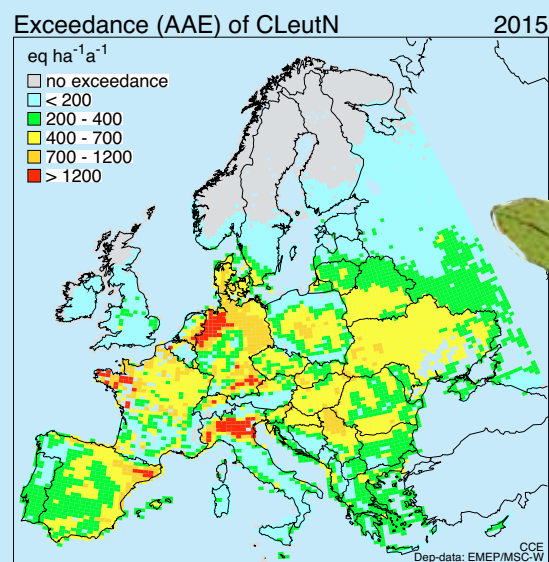 Exceedance (AAE) of CLeutN 2015
eq ha⁻¹a⁻¹
no exceedance
< 200
200 - 400
400 - 700
700 - 1200
> 1200
CCE
Dep-data: EMEP/MSC-W